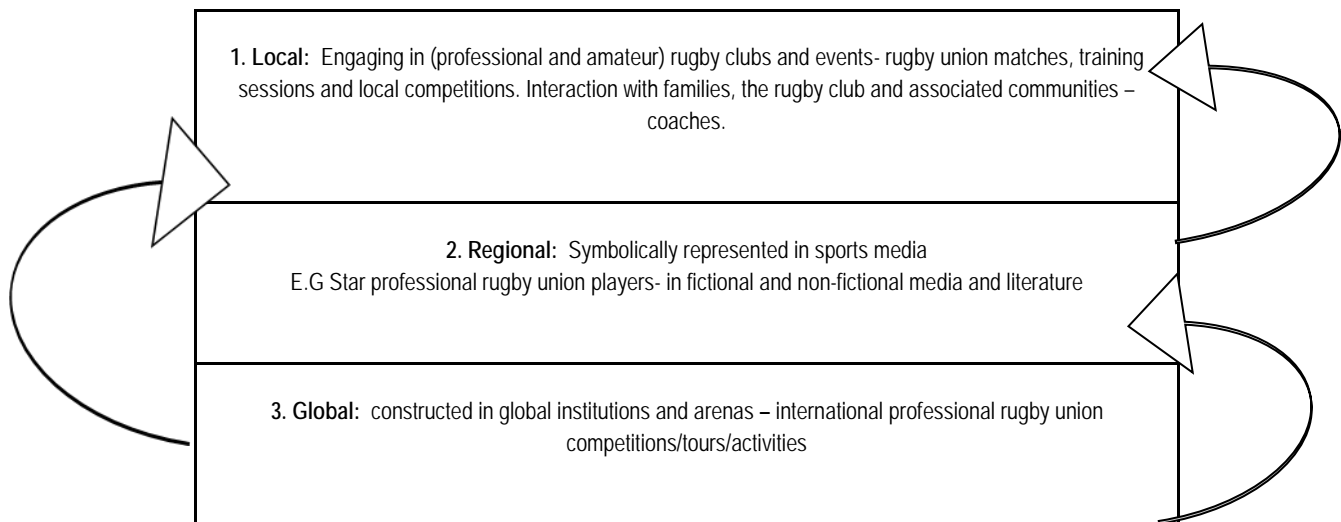 1. Local: Engaging in (professional and amateur) rugby clubs and events- rugby union matches, training
sessions and local competitions. Interaction with families, the rugby club and associated communities –
coaches.
2. Regional: Symbolically represented in sports media
E.G Star professional rugby union players- in fictional and non-fictional media and literature
3. Global: constructed in global institutions and arenas – international professional rugby union
competitions/tours/activities